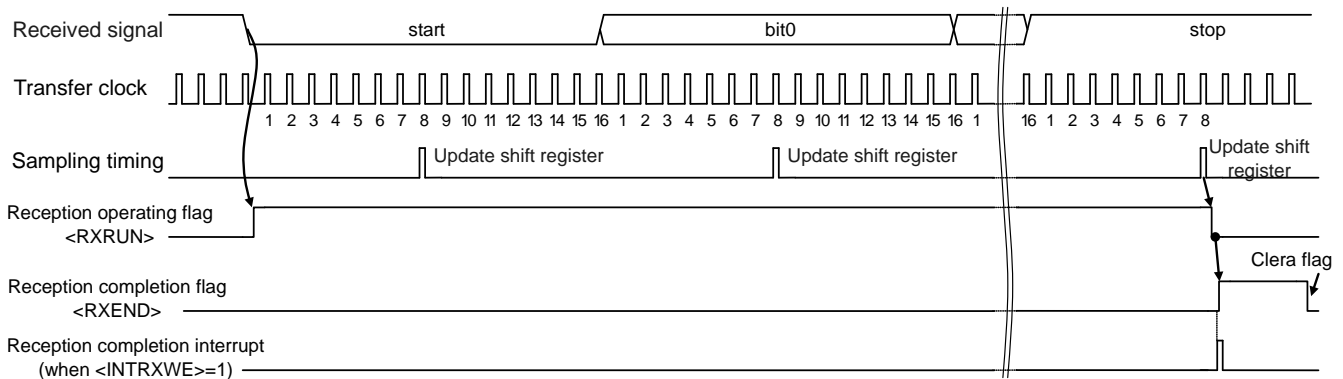 Received signal
start
bit0
stop
Transfer clock
1 2 3 4 5 6 7 8 9 10 11 12 13 14 15 16 1 2 3 4 5 6 7 8 9 10 11 12 13 14 15 16 1 16 1 2 3 4 5 6 7 8
Sampling timing
Update shift register
Update shift register
Update shift
register
Reception operating flag
<RXRUN>
Clera flag
Reception completion flag
<RXEND>
Reception completion interrupt
(when <INTRXWE>=1)